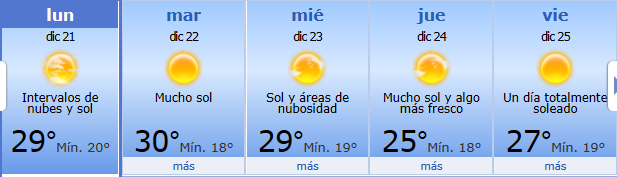 lun
dic 21
Intervalos de
nubes y sol
29° Mín. 20°
mar
dic 22
Mucho sol
30° Mín. 18°
más
mié
dic 23
Sol y áreas de
nubosidad
29° Mín. 19°
más
jue
dic 24
Mucho sol y algo
más fresco
25° Mín. 18°
más
vie
dic 25
Un día totalmente
soleado
27° Mín. 19°
más